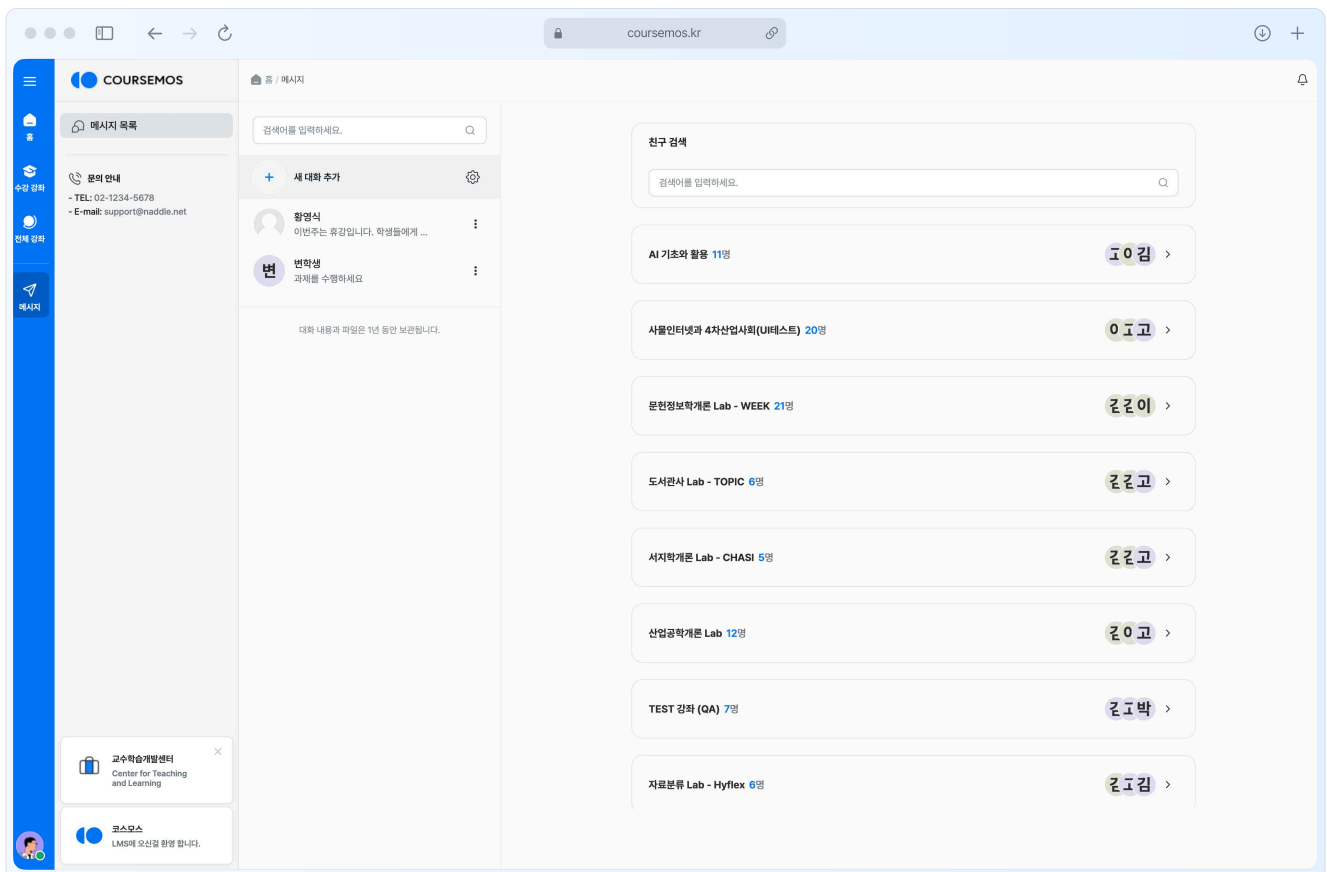 coursemos.kr
COURSEMOS
홈 / 메시지
홈
수강 강좌
전체 강좌
메시지
메시지 목록
문의 안내
- TEL: 02-1234-5678
- E-mail: support@naddle.net
교수학습개발센터
Center for Teaching
and Learning
코스모스
LMS에 오신걸 환영 합니다.
검색어를 입력하세요.
새 대화 추가
황영식
이번주는 휴강입니다. 학생들에게 ...
변
변학생
과제를 수행하세요
대화 내용과 파일은 1년 동안 보관됩니다.
친구 검색
검색어를 입력하세요.
AI 기초와 활용 11명
김
사물인터넷과 4차산업사회(UI테스트) 20명
고
문헌정보학개론 Lab - WEEK 21명
이
도서관사 Lab - TOPIC 6명
고
서지학개론 Lab - CHASI 5명
고
산업공학개론 Lab 12명
고
TEST 강좌 (QA) 7명
박
자료분류 Lab - Hyflex 6명
김